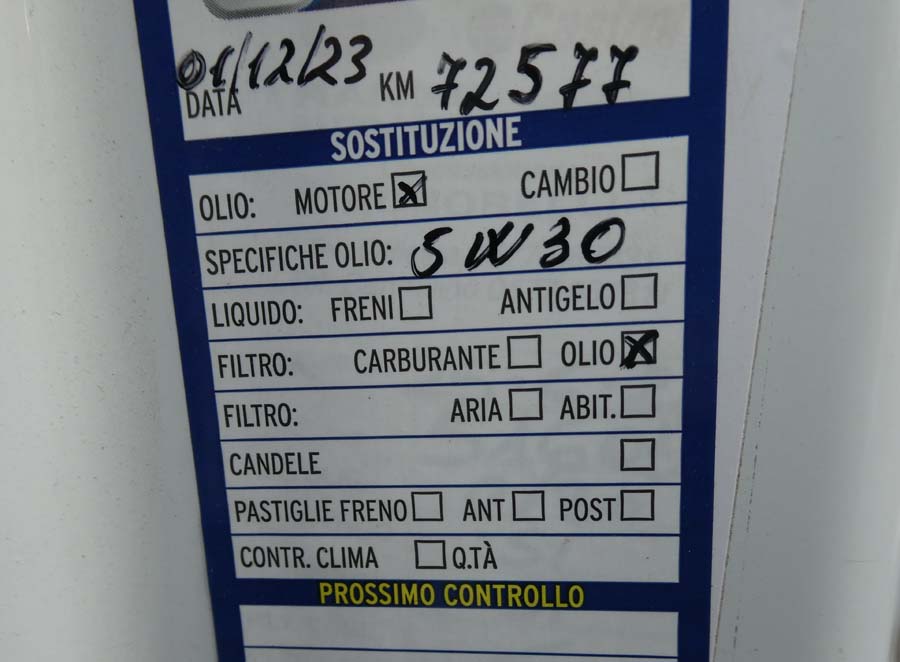 01/12/23 KM 72577
DATA
SOSTITUZIONE
OLIO: MOTORE X CAMBIO
SPECIFICHE OLIO: 5W30
LIQUIDO: FRENI ANTIGELO
FILTRO: CARBURANTE OLIO X
FILTRO: ARIA ABIT.
CANDELE
PASTIGLIE FRENO ANT POST
CONTR. CLIMA Q.TÀ
PROSSIMO CONTROLLO